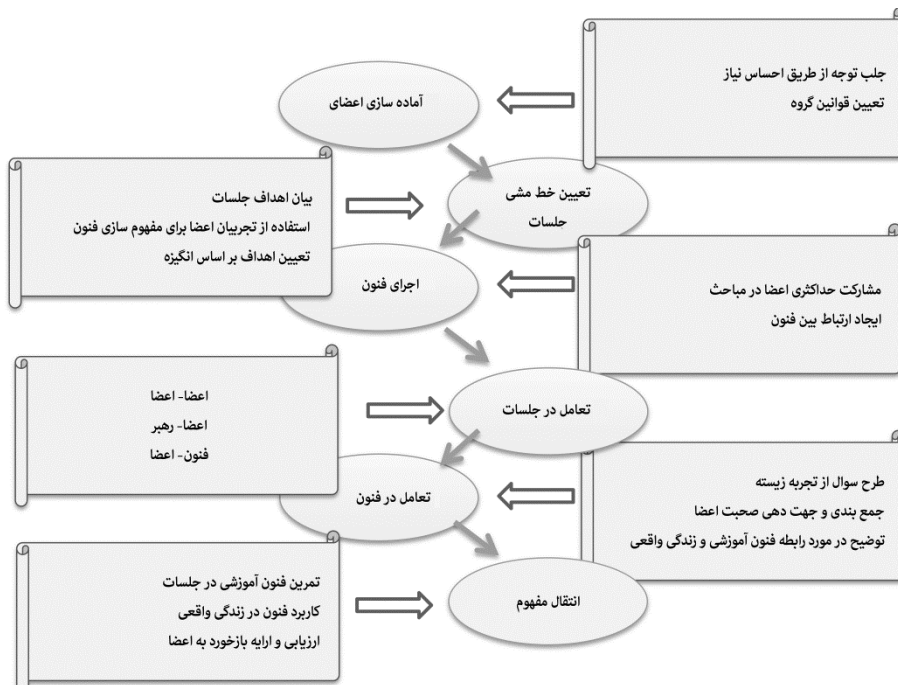 جلب توجه از طریق احساس نیاز
تعیین قوانین گروه
آماده سازی اعضای
بیان اهداف جلسات
استفاده از تجربیان اعضا برای مفهوم سازی فنون
تعیین اهداف بر اساس انگیزه
تعیین خط مشی
جلسات
مشارکت حداکثری اعضا در مباحث
ایجاد ارتباط بین فنون
اجرای فنون
اعضا- اعضا
اعضا- رهبر
فنون- اعضا
تعامل در جلسات
طرح سوال از تجربه زیسته
جمع بندی و جهت دهی صحبت اعضا
توضیح در مورد رابطه فنون آموزشی و زندگی واقعی
تعامل در فنون
تمرین فنون آموزشی در جلسات
کاربرد فنون در زندگی واقعی
ارزیابی و ارایه بازخورد به اعضا
انتقال مفهوم